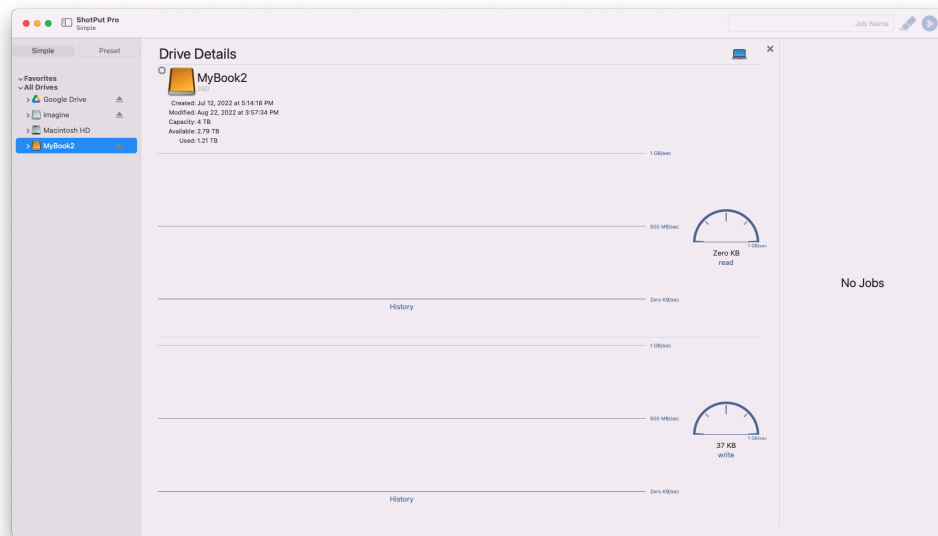 ShotPut Pro
Simple
Job Name
Simple Preset
Favorites
All Drives
Google Drive
imagine
Macintosh HD
MyBook2
Drive Details
MyBook2
SSD
Created: Jul 12, 2022 at 5:14:18 PM
Modified: Aug 22, 2022 at 3:57:34 PM
Capacity: 4 TB
Available: 2.79 TB
Used: 1.21 TB
1 GB/sec
500 MB/sec
1 GB/sec
Zero KB
read
Zero KB/sec
History
1 GB/sec
500 MB/sec
1 GB/sec
37 KB
write
Zero KB/sec
History
No Jobs